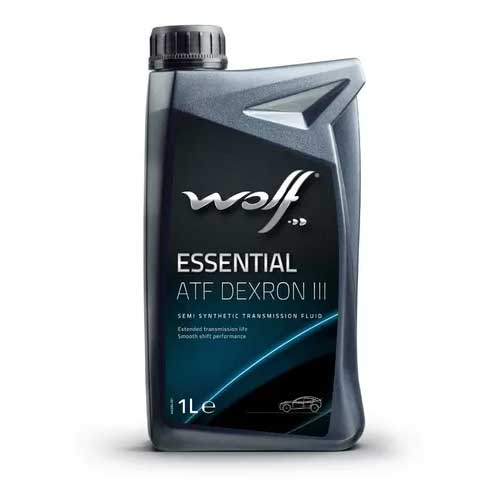 wolf
ESSENTIAL
ATF DEXRON III
SEMI SYNTHETIC TRANSMISSION FLUID
Extended transmission life
Smooth shift performance
1L e